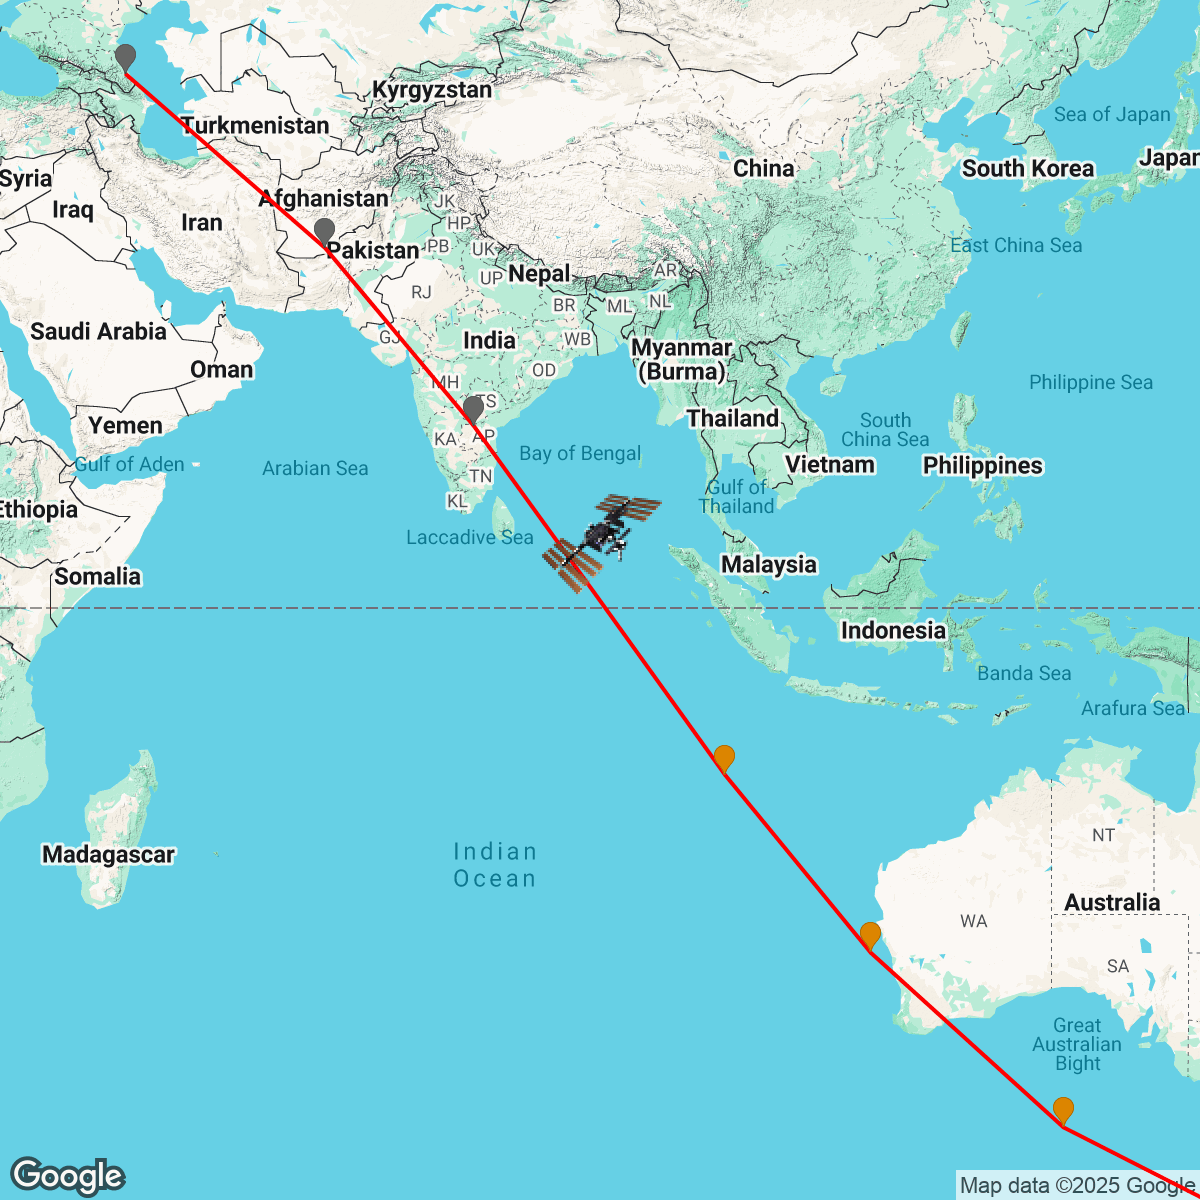 Kyrgyzstan
Turkmenistan
Sea of Japan
China
South Korea
Japan
Syria
Iraq
Iran
Afghanistan
JK
HP
PB
Pakistan
UK
East China Sea
Nepal
AR
UP
RJ
BR
ML
NL
Saudi Arabia
GJ
India
WB
Myanmar
(Burma)
Oman
OD
MH
TS
Philippine Sea
Yemen
KA
AP
Thailand
South
China Sea
Gulf of Aden
Arabian Sea
Bay of Bengal
TN
KL
Vietnam
Philippines
Gulf of
Thailand
Ethiopia
Laccadive Sea
Malaysia
Somalia
Indonesia
Banda Sea
Arafura Sea
NT
Madagascar
Indian
Ocean
Australia
WA
SA
Great
Australian
Bight
Google
Map data ©2025 Google